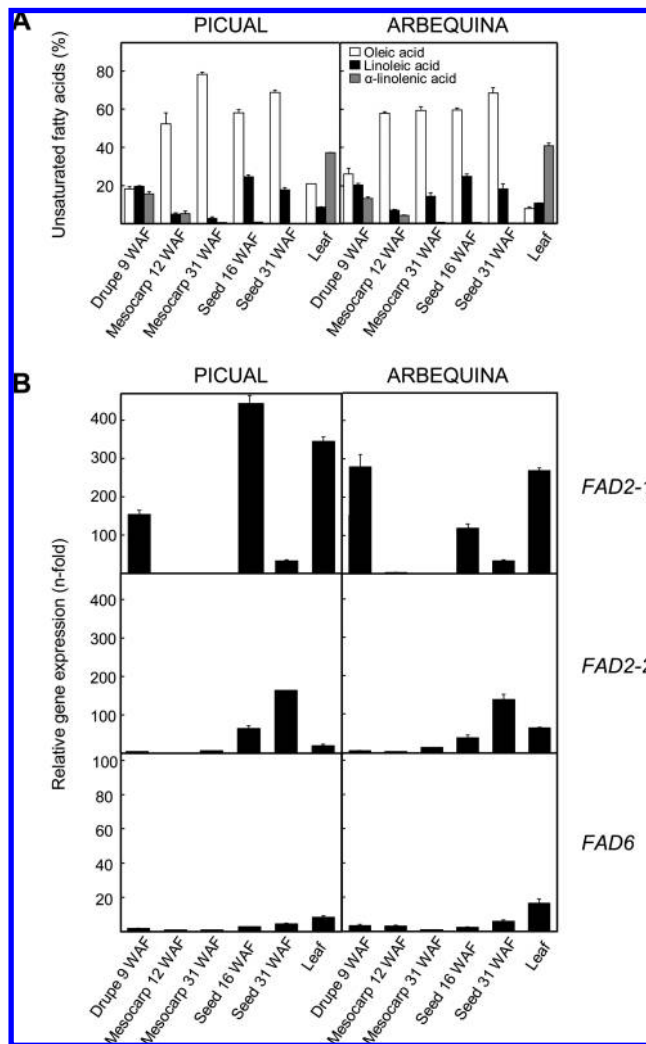 A
PICUAL ARBEQUINA
Unsaturated fatty acids (%)
80
60
40
20
Oleic acid
Linoleic acid
α-linolenic acid
Drupe 9 WAF
Mesocarp 12 WAF
Mesocarp 31 WAF
Seed 16 WAF
Seed 31 WAF
Leaf
Drupe 9 WAF
Mesocarp 12 WAF
Mesocarp 31 WAF
Seed 16 WAF
Seed 31 WAF
Leaf
B
PICUAL ARBEQUINA
Relative gene expression (n-fold)
400
300
200
100
FAD2-1
400
300
200
100
FAD2-2
100
80
60
40
20
FAD6
Drupe 9 WAF
Mesocarp 12 WAF
Mesocarp 31 WAF
Seed 16 WAF
Seed 31 WAF
Leaf
Drupe 9 WAF
Mesocarp 12 WAF
Mesocarp 31 WAF
Seed 16 WAF
Seed 31 WAF
Leaf